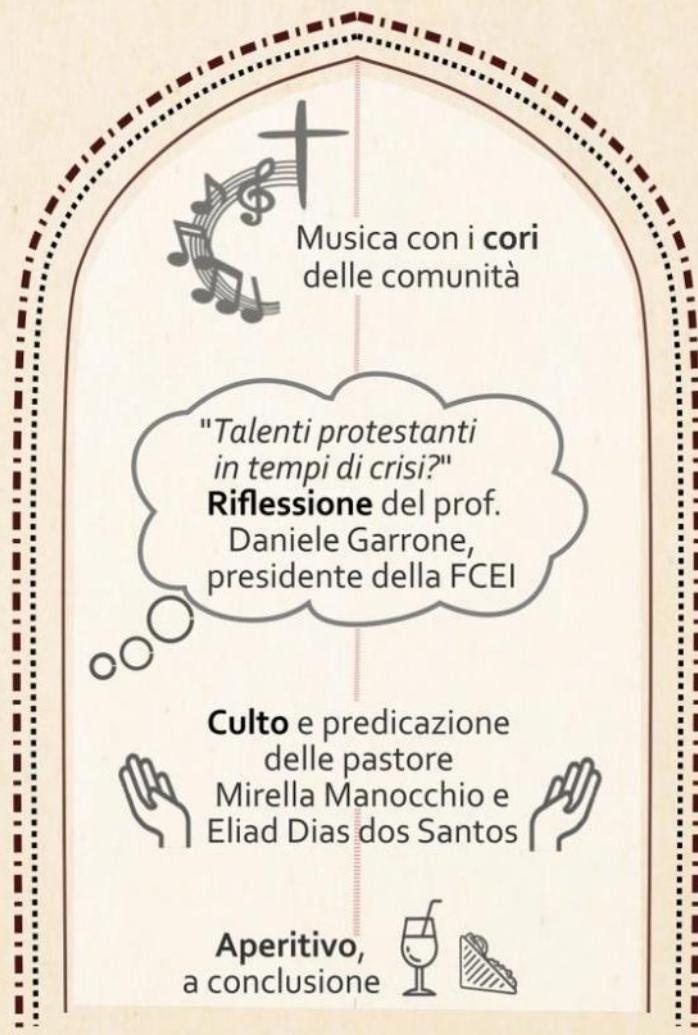 Musica con i cori
delle comunità
"Talenti protestanti
in tempi di crisi?"
Riflessione del prof.
Daniele Garrone,
presidente della FCEI
Culto e predicazione
delle pastore
Mirella Manocchio e
Eliad Dias dos Santos
Aperitivo,
a conclusione